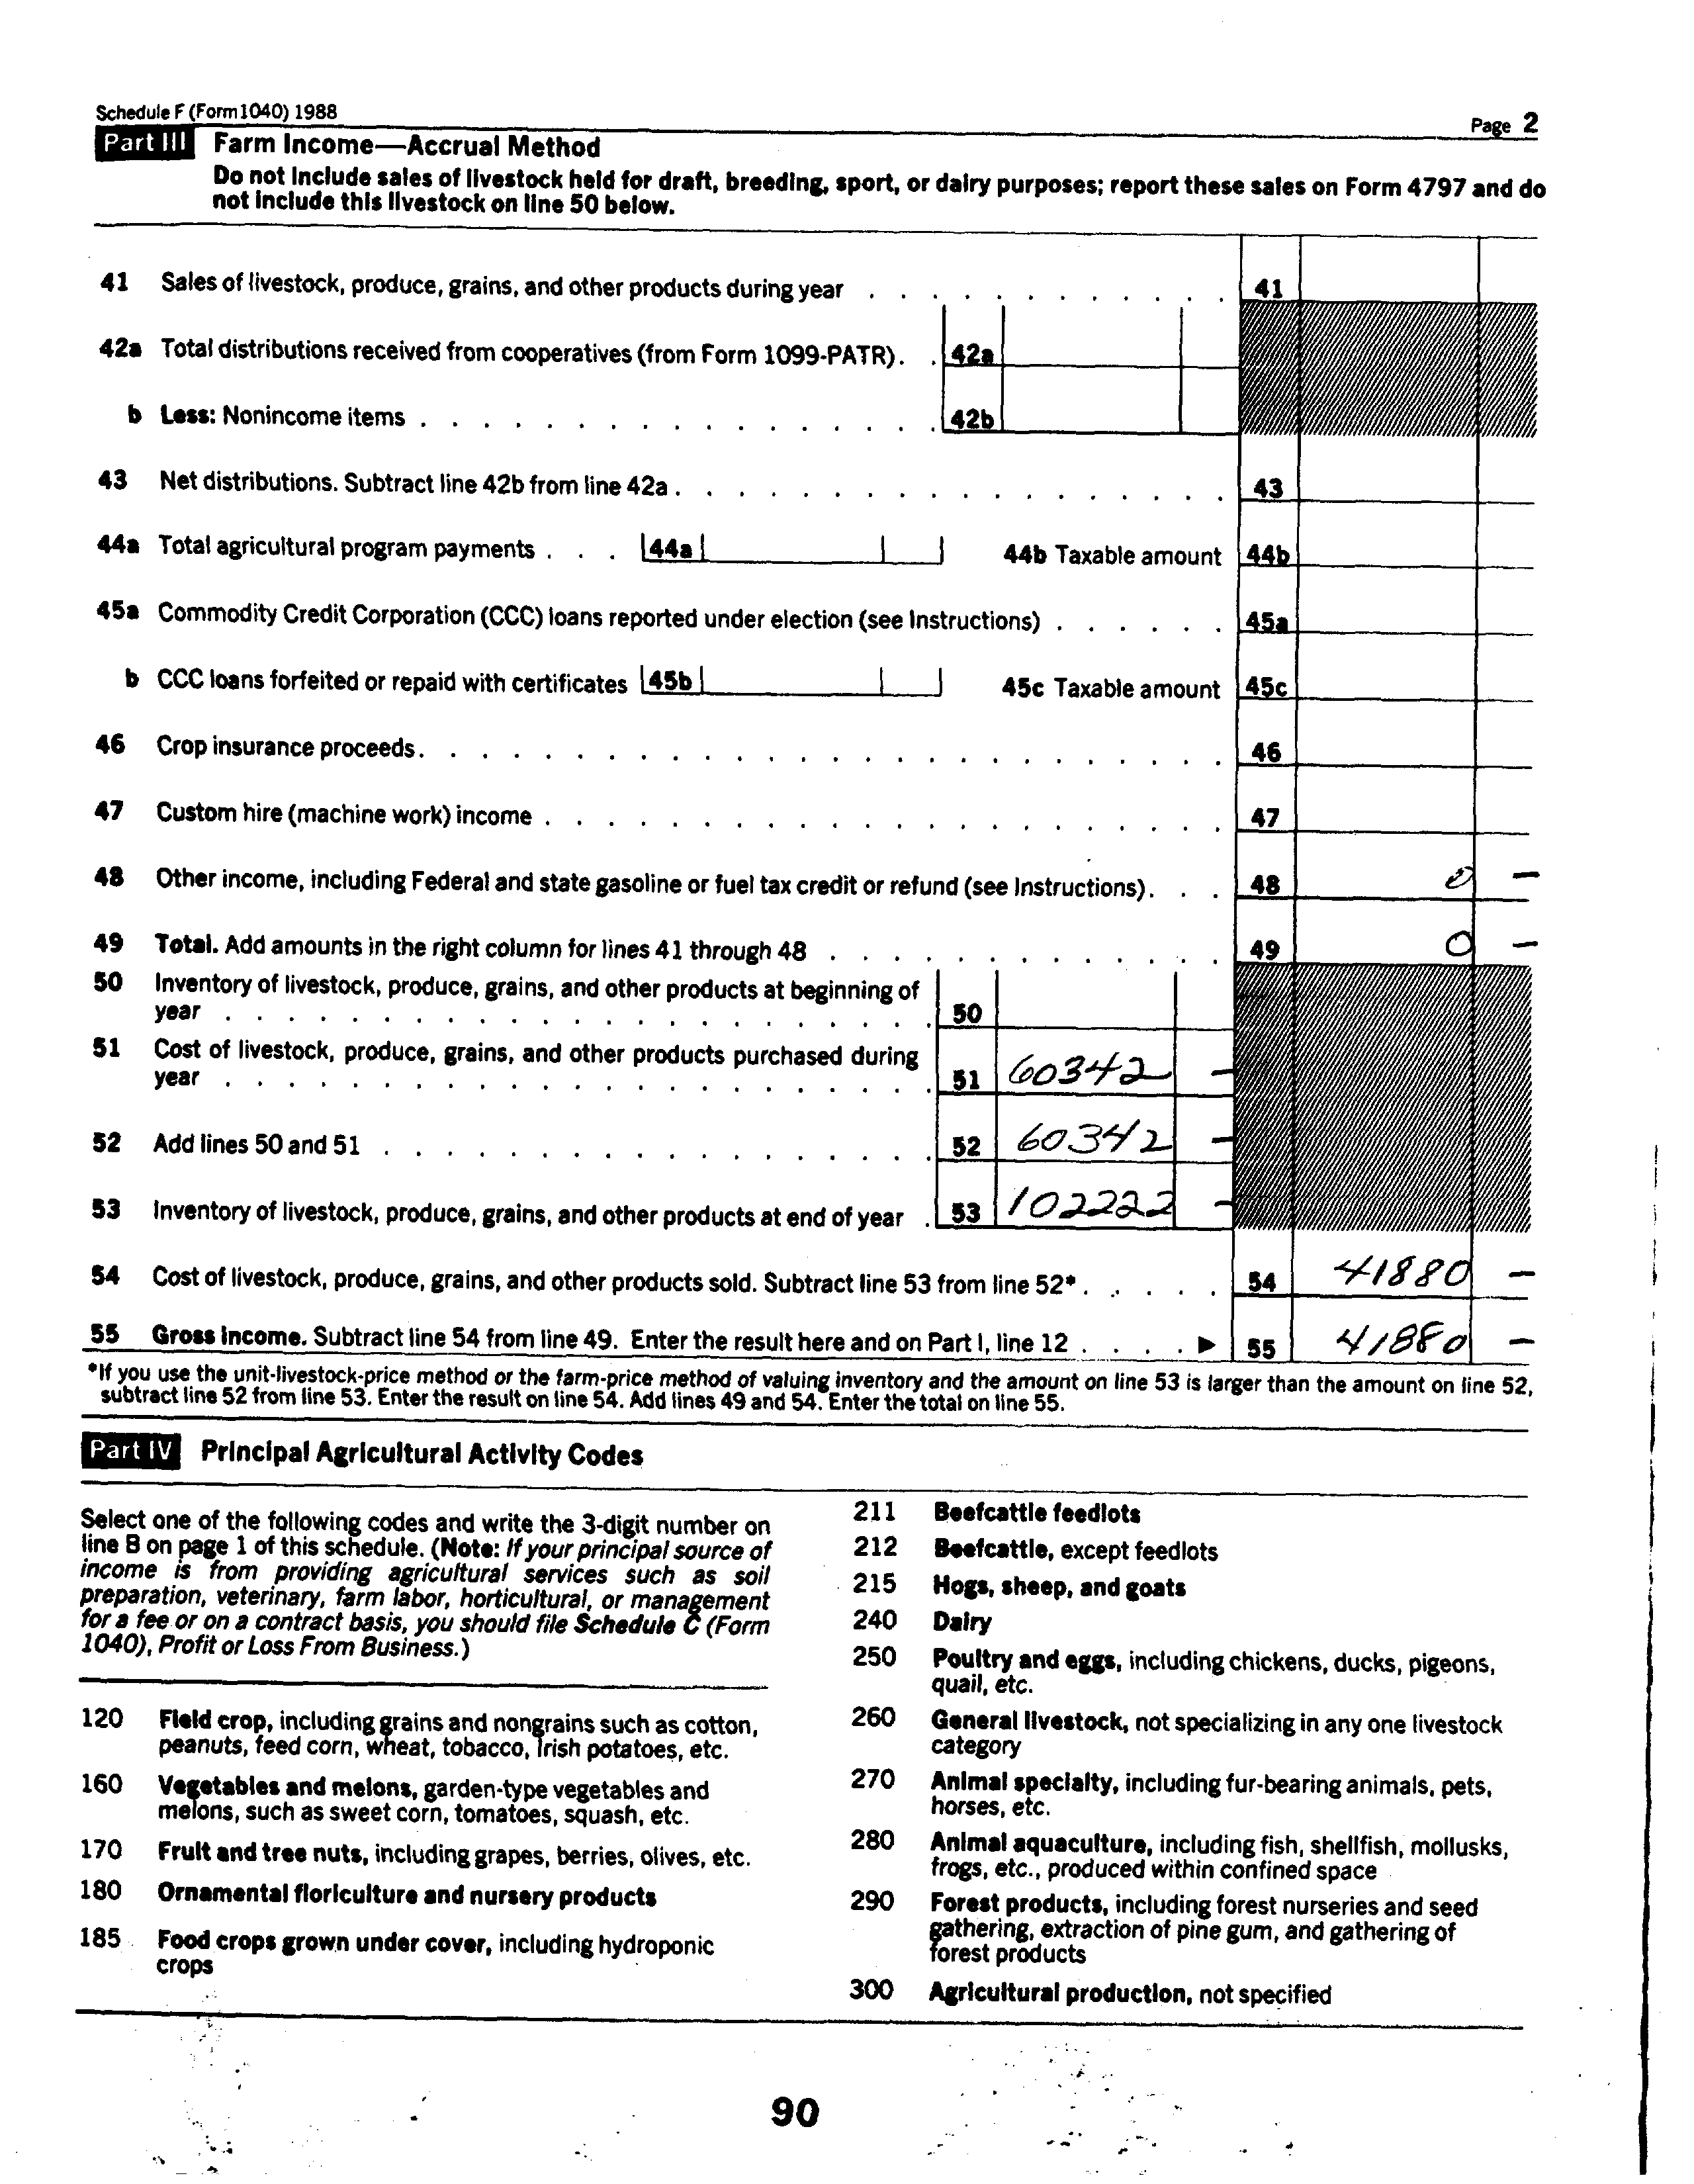 Schedule F (Form 1040) 1988
Page 2
Part III Farm Income—Accrual Method
Do not include sales of livestock held for draft, breeding, sport, or dairy purposes; report these sales on Form 4797 and do
not include this livestock on line 50 below.
41 Sales of livestock, produce, grains, and other products during year . . . . . . . . . . . . 41
42a Total distributions received from cooperatives (from Form 1099-PATR). . 42a
b Less: Nonincome items . . . . . . . . . . . . . . . . . 42b
43 Net distributions. Subtract line 42b from line 42a . . . . . . . . . . . . . . . . . . 43
44a Total agricultural program payments . . . 44a 44b Taxable amount 44b
45a Commodity Credit Corporation (CCC) loans reported under election (see Instructions) . . . . . . 45a
b CCC loans forfeited or repaid with certificates 45b 45c Taxable amount 45c
46 Crop insurance proceeds . . . . . . . . . . . . . . . . . . . . . . . . . . 46
47 Custom hire (machine work) income . . . . . . . . . . . . . . . . . . . . . . 47
48 Other income, including Federal and state gasoline or fuel tax credit or refund (see Instructions) . . . 48 0 —
49 Total. Add amounts in the right column for lines 41 through 48 . . . . . . . . . . . . . 49 0 —
50 Inventory of livestock, produce, grains, and other products at beginning of
year . . . . . . . . . . . . . . . . . . . . . . . 50
51 Cost of livestock, produce, grains, and other products purchased during
year . . . . . . . . . . . . . . . . . . . . . . . 51 60342 —
52 Add lines 50 and 51 . . . . . . . . . . . . . . . . . . 52 60342 —
53 Inventory of livestock, produce, grains, and other products at end of year . 53 102222 —
54 Cost of livestock, produce, grains, and other products sold. Subtract line 53 from line 52* . . . . . 54 41880 —
55 Gross income. Subtract line 54 from line 49. Enter the result here and on Part I, line 12 . . . . ▶ 55 41880 —
*If you use the unit-livestock-price method or the farm-price method of valuing inventory and the amount on line 53 is larger than the amount on line 52,
subtract line 52 from line 53. Enter the result on line 54. Add lines 49 and 54. Enter the total on line 55.
Part IV Principal Agricultural Activity Codes
Select one of the following codes and write the 3-digit number on
line B on page 1 of this schedule. (Note: If your principal source of
income is from providing agricultural services such as soil
preparation, veterinary, farm labor, horticultural, or management
for a fee or on a contract basis, you should file Schedule C (Form
1040), Profit or Loss From Business.)
120 Field crop, including grains and nongrains such as cotton,
peanuts, feed corn, wheat, tobacco, Irish potatoes, etc.
160 Vegetables and melons, garden-type vegetables and
melons, such as sweet corn, tomatoes, squash, etc.
170 Fruit and tree nuts, including grapes, berries, olives, etc.
180 Ornamental floriculture and nursery products
185 Food crops grown under cover, including hydroponic
crops
211 Beefcattle feedlots
212 Beefcattle, except feedlots
215 Hogs, sheep, and goats
240 Dairy
250 Poultry and eggs, including chickens, ducks, pigeons,
quail, etc.
260 General livestock, not specializing in any one livestock
category
270 Animal specialty, including fur-bearing animals, pets,
horses, etc.
280 Animal aquaculture, including fish, shellfish, mollusks,
frogs, etc., produced within confined space
290 Forest products, including forest nurseries and seed
gathering, extraction of pine gum, and gathering of
forest products
300 Agricultural production, not specified
90